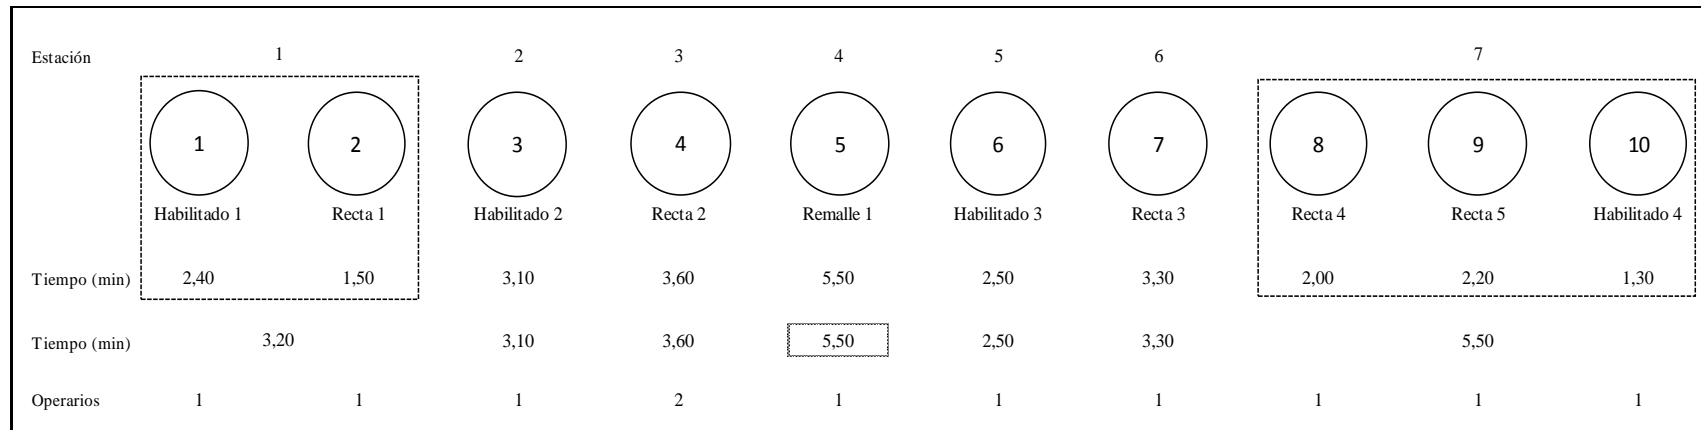 Estación 1 2 3 4 5 6 7
1 2 3 4 5 6 7 8 9 10
Habilitado 1 Recta 1 Habilitado 2 Recta 2 Remalle 1 Habilitado 3 Recta 3 Recta 4 Recta 5 Habilitado 4
Tiempo (min) 2,40 1,50 3,10 3,60 5,50 2,50 3,30 2,00 2,20 1,30
Tiempo (min) 3,20 3,10 3,60 5,50 2,50 3,30 5,50
Operarios 1 1 1 2 1 1 1 1 1 1